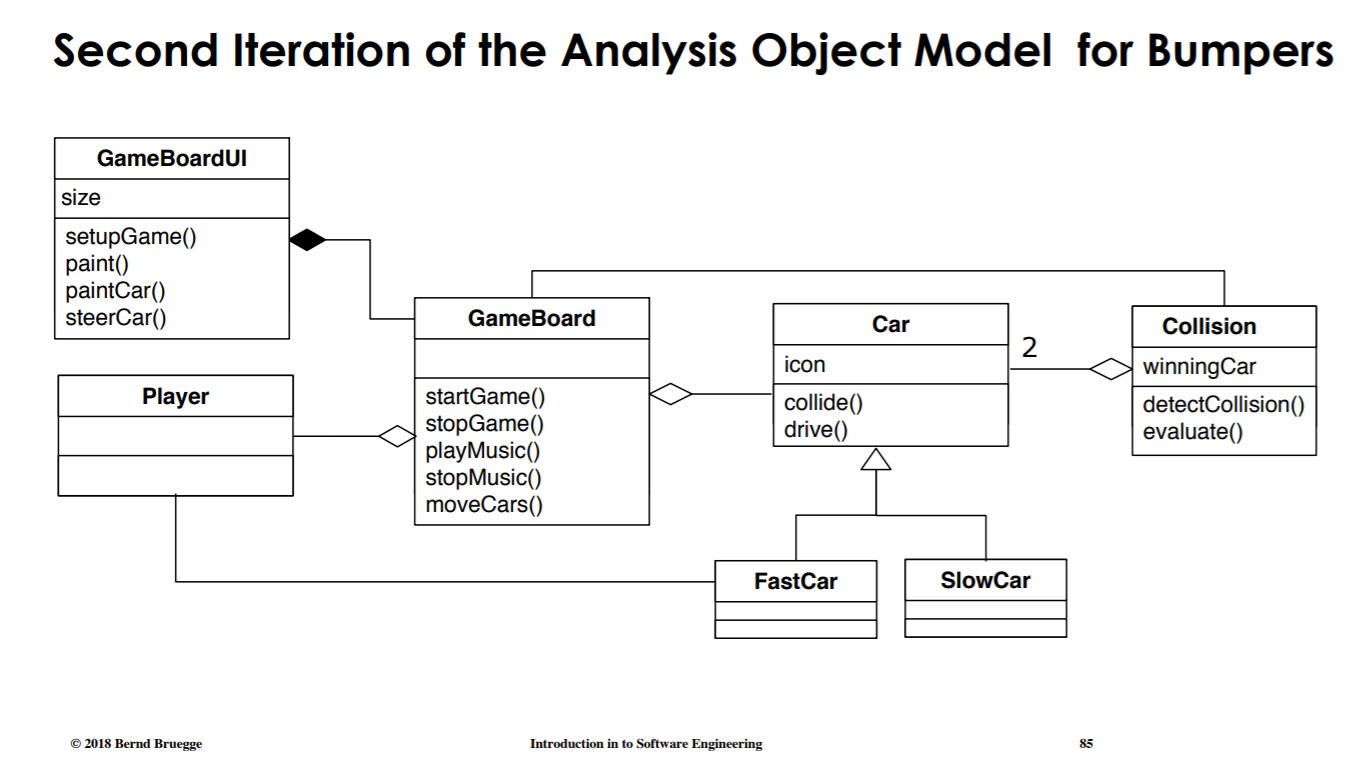 Second Iteration of the Analysis Object Model for Bumpers
GameBoardUI
size
setupGame()
paint()
paintCar()
steerCar()
Player
GameBoard
startGame()
stopGame()
playMusic()
stopMusic()
moveCars()
Car
icon
collide()
drive()
2
Collision
winningCar
detectCollision()
evaluate()
FastCar
SlowCar
© 2018 Bernd Bruegge
Introduction in to Software Engineering
85